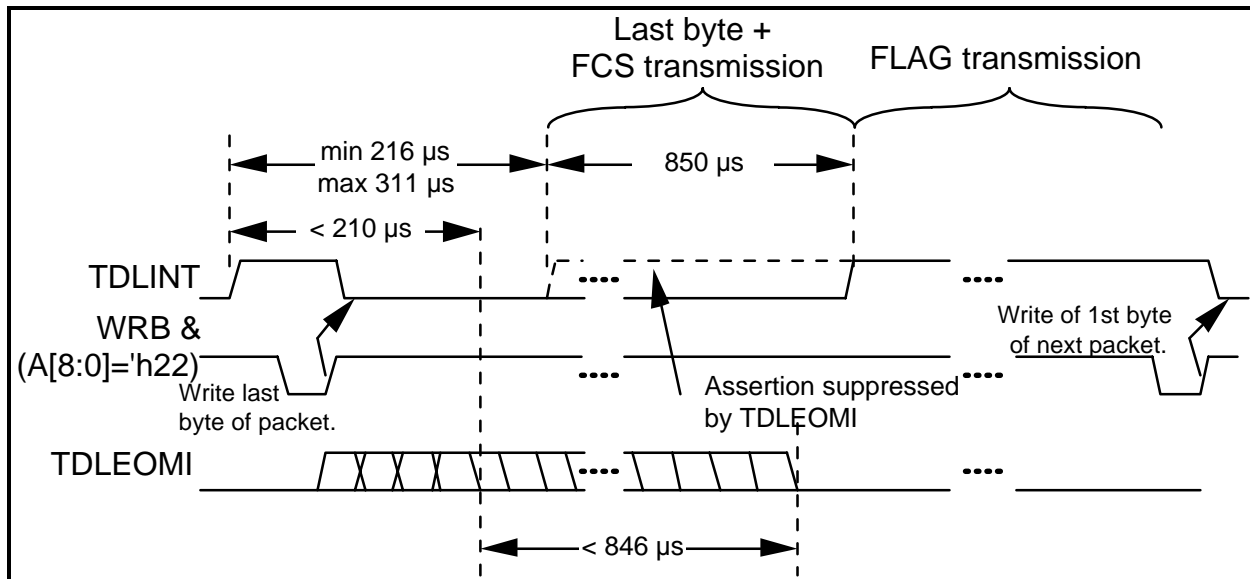 Last byte +
FCS transmission
FLAG transmission
min 216 µs
max 311 µs
850 µs
< 210 µs
TDLINT
WRB &
(A[8:0]='h22)
Write last
byte of packet.
Assertion suppressed
by TDLEOMI
Write of 1st byte
of next packet.
TDLEOMI
< 846 µs